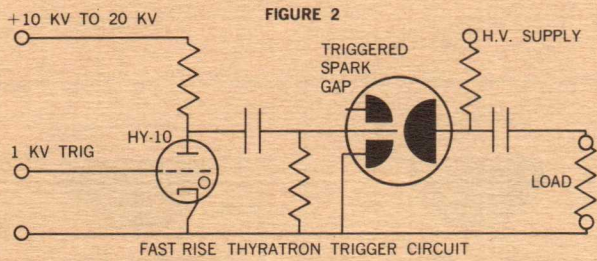 FIGURE 2
+10 KV TO 20 KV
H.V. SUPPLY
TRIGGERED
SPARK
GAP
HY-10
1 KV TRIG
LOAD
FAST RISE THYRATRON TRIGGER CIRCUIT